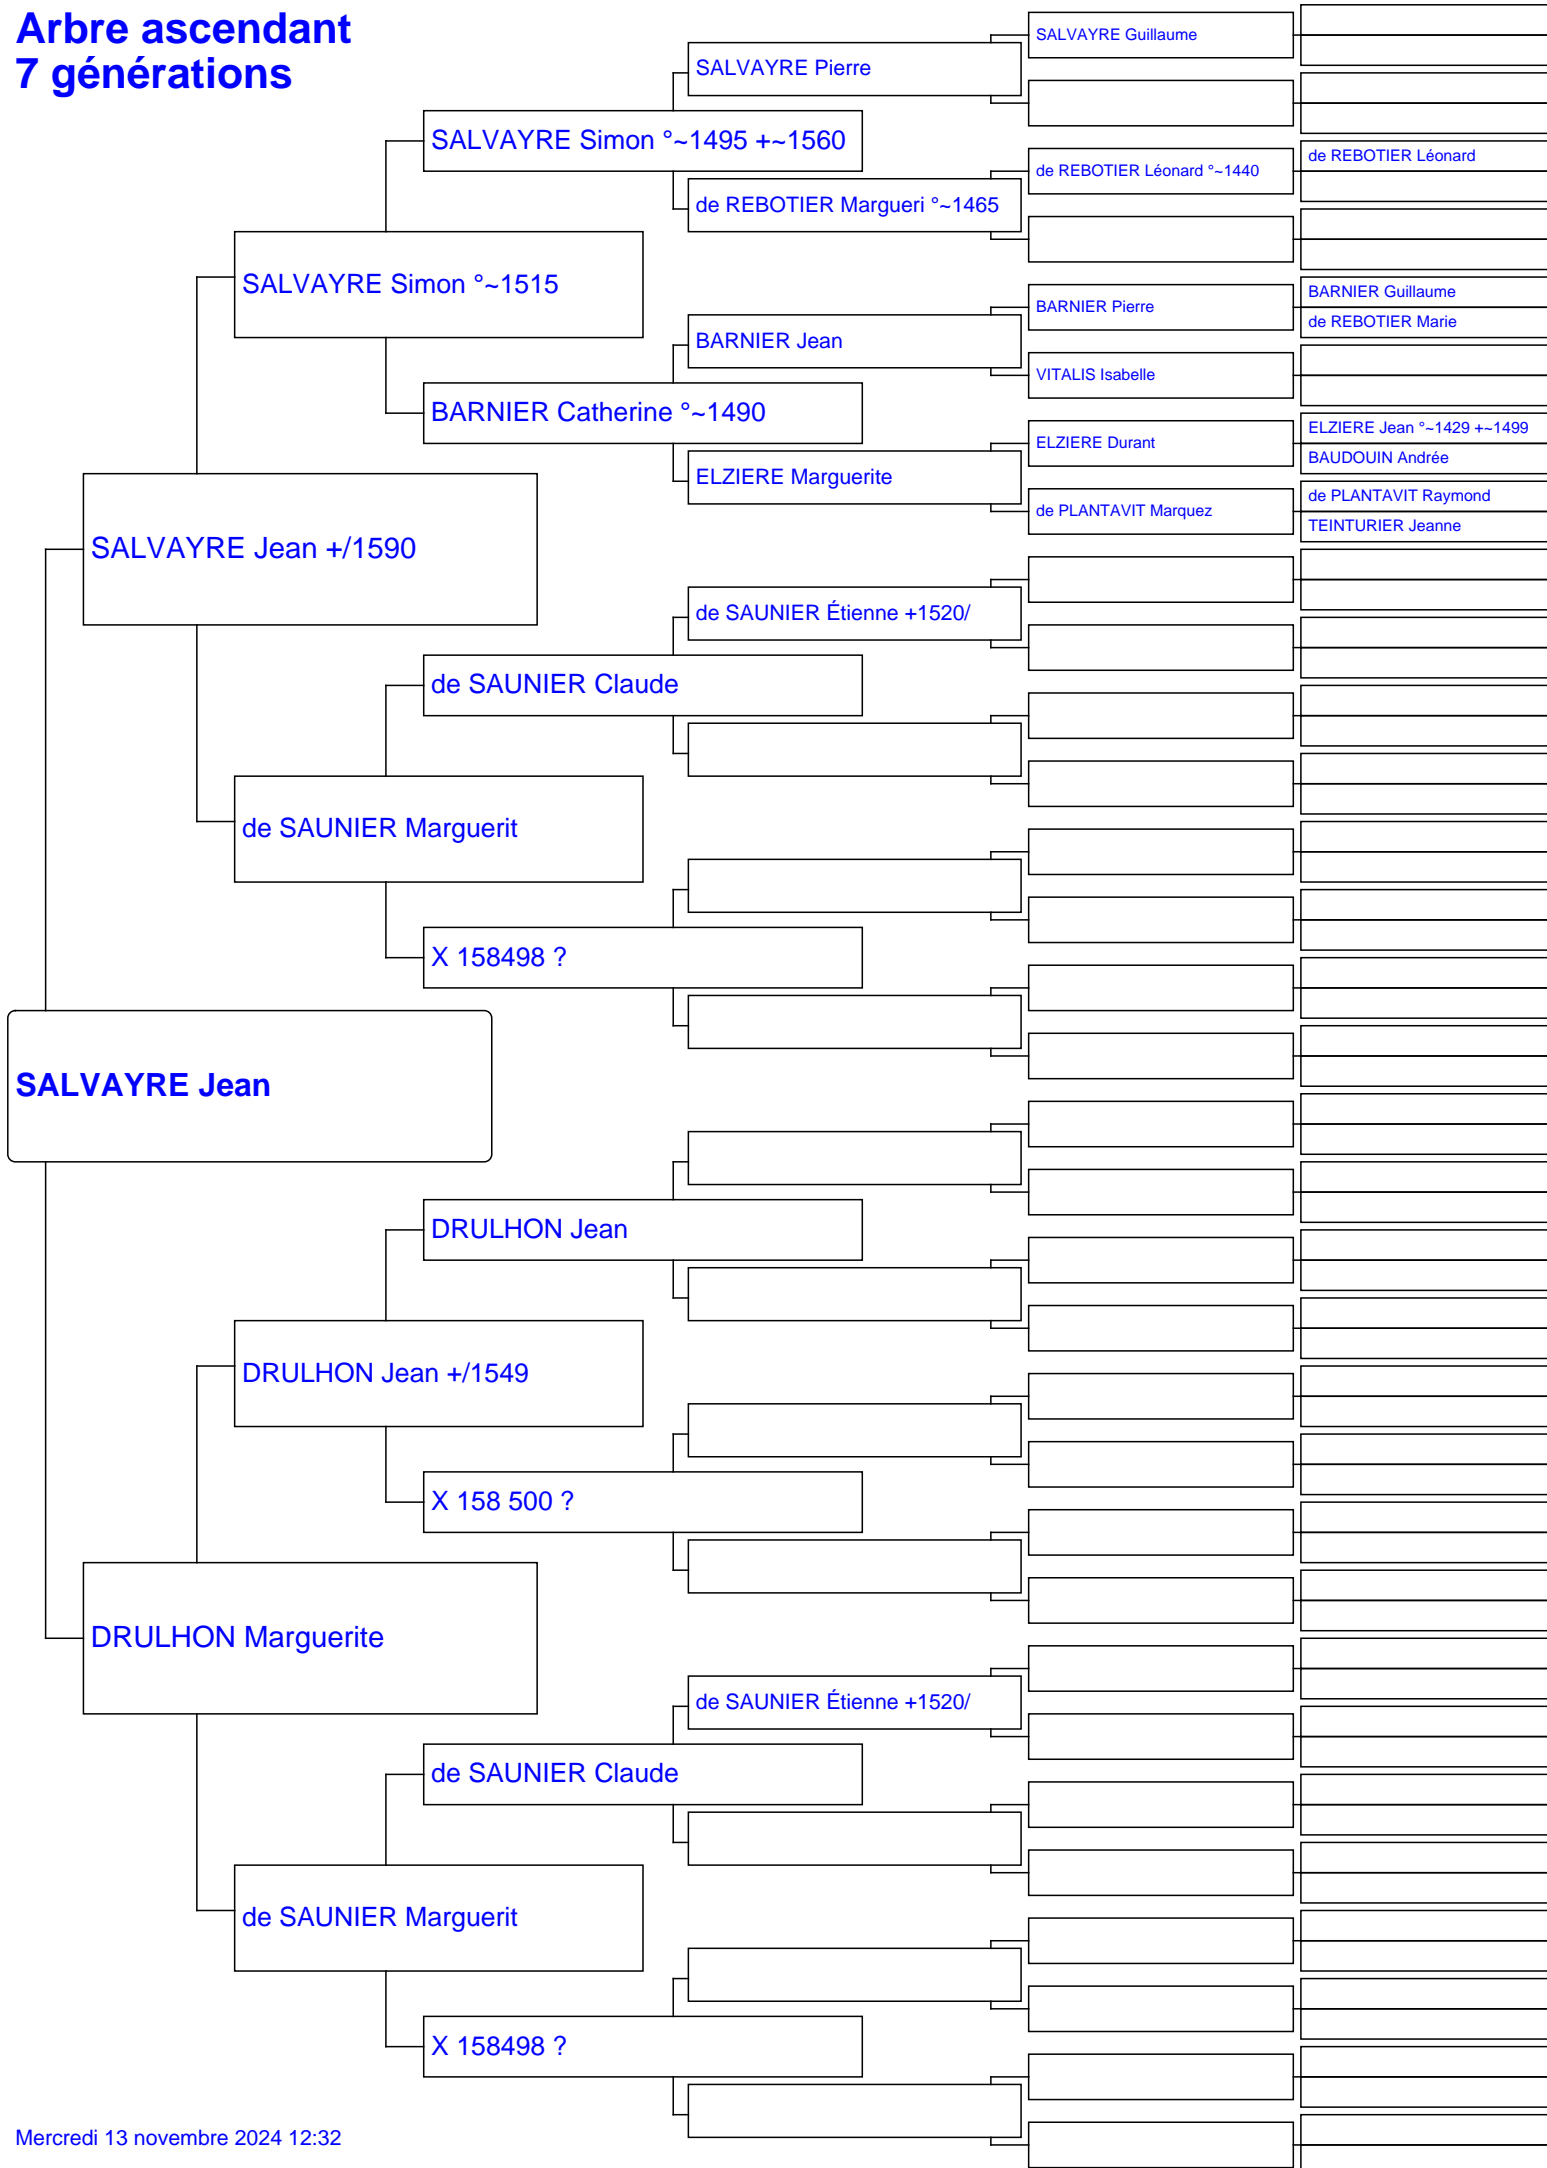 Arbre ascendant
7 générations
SALVAYRE Guillaume
SALVAYRE Pierre
SALVAYRE Simon °~1495 +~1560
de REBOTIER Léonard
de REBOTIER Léonard °~1440
de REBOTIER Margueri °~1465
SALVAYRE Simon °~1515
BARNIER Guillaume
BARNIER Pierre
de REBOTIER Marie
BARNIER Jean
VITALIS Isabelle
BARNIER Catherine °~1490
ELZIERE Jean °~1429 +~1499
ELZIERE Durant
BAUDOUIN Andrée
ELZIERE Marguerite
de PLANTAVIT Raymond
de PLANTAVIT Marquez
TEINTURIER Jeanne
SALVAYRE Jean +/1590
de SAUNIER Étienne +1520/
de SAUNIER Claude
de SAUNIER Marguerit
X 158498 ?
SALVAYRE Jean
DRULHON Jean
DRULHON Jean +/1549
X 158 500 ?
DRULHON Marguerite
de SAUNIER Étienne +1520/
de SAUNIER Claude
de SAUNIER Marguerit
X 158498 ?
Mercredi 13 novembre 2024 12:32